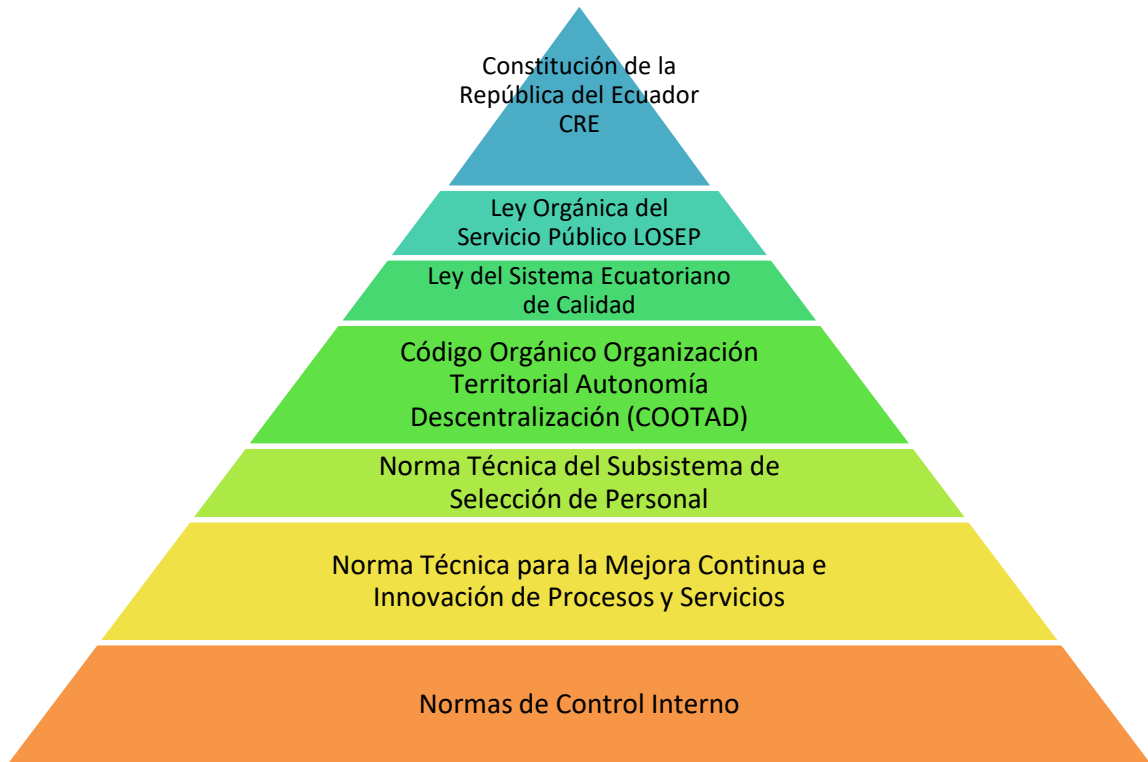 Constitución de la
República del Ecuador
CRE
Ley Orgánica del
Servicio Público LOSEP
Ley del Sistema Ecuatoriano
de Calidad
Código Orgánico Organización
Territorial Autonomía
Descentralización (COOTAD)
Norma Técnica del Subsistema de
Selección de Personal
Norma Técnica para la Mejora Continua e
Innovación de Procesos y Servicios
Normas de Control Interno